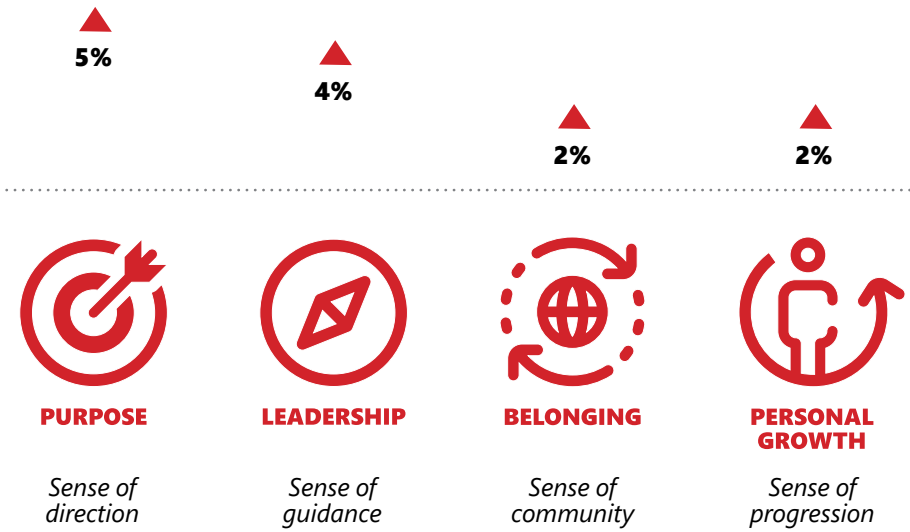 5%
4%
2%
2%
PURPOSE
Sense of
direction
LEADERSHIP
Sense of
guidance
BELONGING
Sense of
community
PERSONAL
GROWTH
Sense of
progression